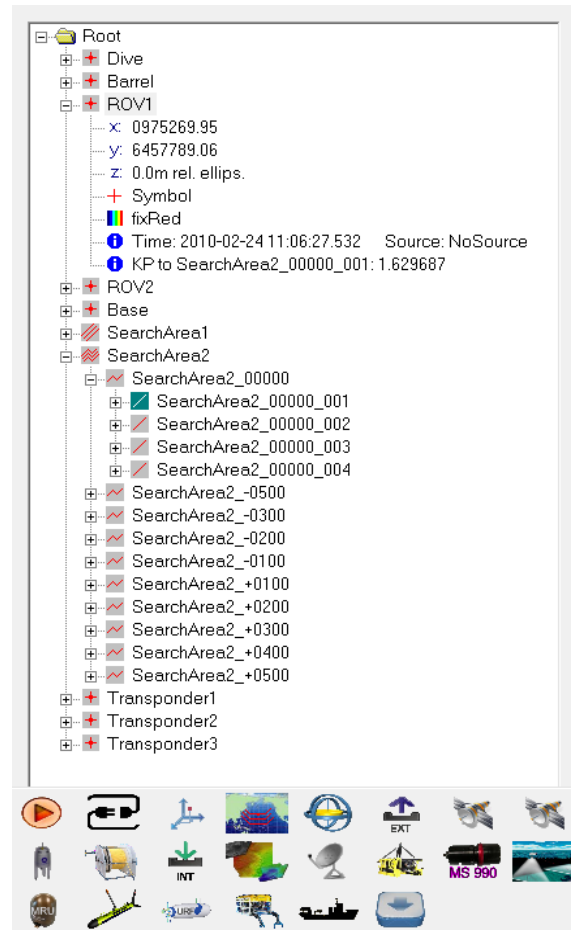 Root
Dive
Barrel
ROV1
x: 0975269.95
y: 6457789.06
z: 0.0m rel. ellips.
Symbol
fixRed
Time: 2010-02-24 11:06:27.532 Source: NoSource
KP to SearchArea2_00000_001: 1.629687
ROV2
Base
SearchArea1
SearchArea2
SearchArea2_00000
SearchArea2_00000_001
SearchArea2_00000_002
SearchArea2_00000_003
SearchArea2_00000_004
SearchArea2_-0500
SearchArea2_-0300
SearchArea2_-0200
SearchArea2_-0100
SearchArea2_+0100
SearchArea2_+0200
SearchArea2_+0300
SearchArea2_+0400
SearchArea2_+0500
Transponder1
Transponder2
Transponder3
EXT
INT
MS 990
MRU
URF